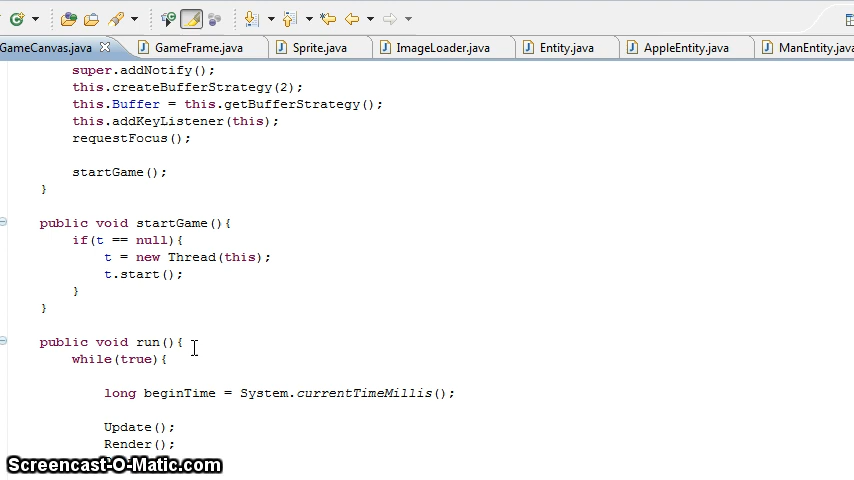 GameCanvas.java
GameFrame.java
Sprite.java
ImageLoader.java
Entity.java
AppleEntity.java
ManEntity.java
super.addNotify();
this.createBufferStrategy(2);
this.Buffer = this.getBufferStrategy();
this.addKeyListener(this);
requestFocus();
startGame();
}
public void startGame(){
if(t == null){
t = new Thread(this);
t.start();
}
}
public void run(){
while(true){
long beginTime = System.currentTimeMillis();
Update();
Render();
Screencast-O-Matic.com